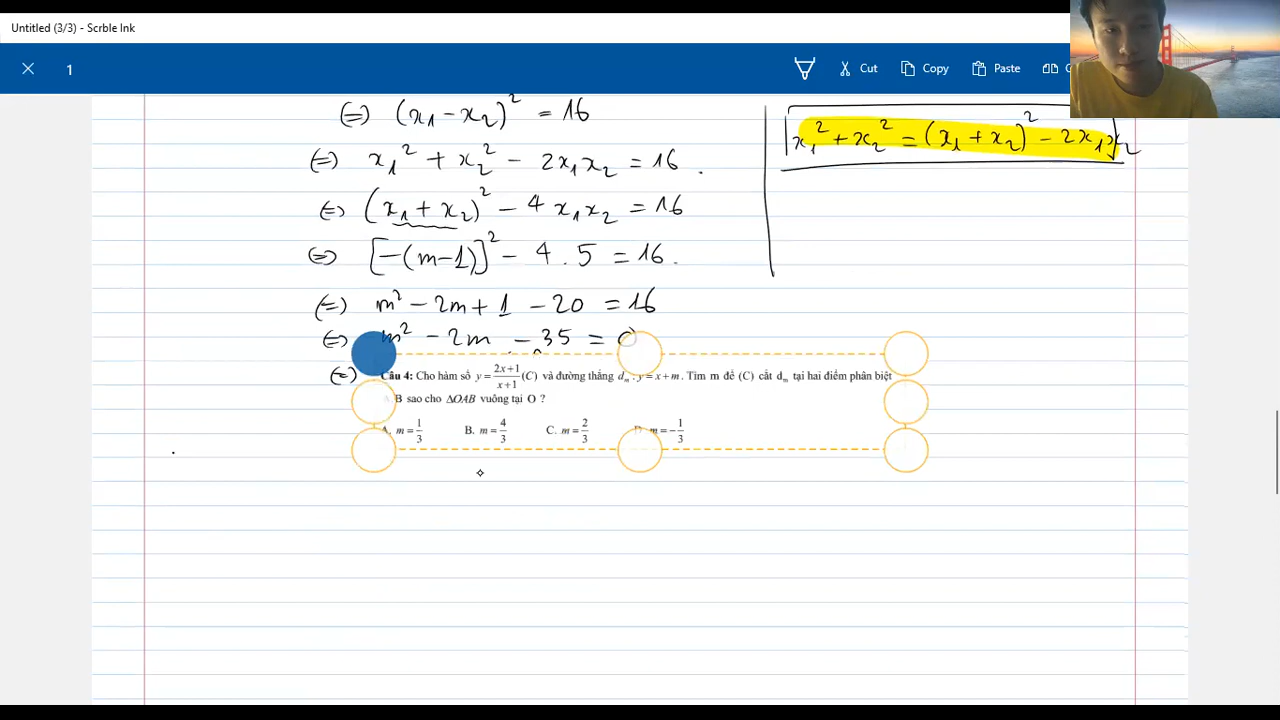 Untitled (3/3) - Scrble Ink
1
Cut
Copy
Paste
⇔ (x₁ - x₂)² = 16
x₁² + x₂² = (x₁ + x₂)² - 2x₁x₂
⇔ x₁² + x₂² - 2x₁x₂ = 16 .
⇔ (x₁ + x₂)² - 4 x₁x₂ = 16
⇔ [-(m-1)]² - 4 . 5 = 16 .
⇔ m² - 2m + 1 - 20 = 16
⇔ m² - 2m - 35 = 0
⇔
Câu 4: Cho hàm số y = (2x+1)/(x+1) (C) và đường thẳng dₘ : y = x + m . Tìm m để (C) cắt dₘ tại hai điểm phân biệt
B sao cho ΔOAB vuông tại O ?
A. m = 1/3 B. m = 4/3 C. m = 2/3 D. m = -1/3